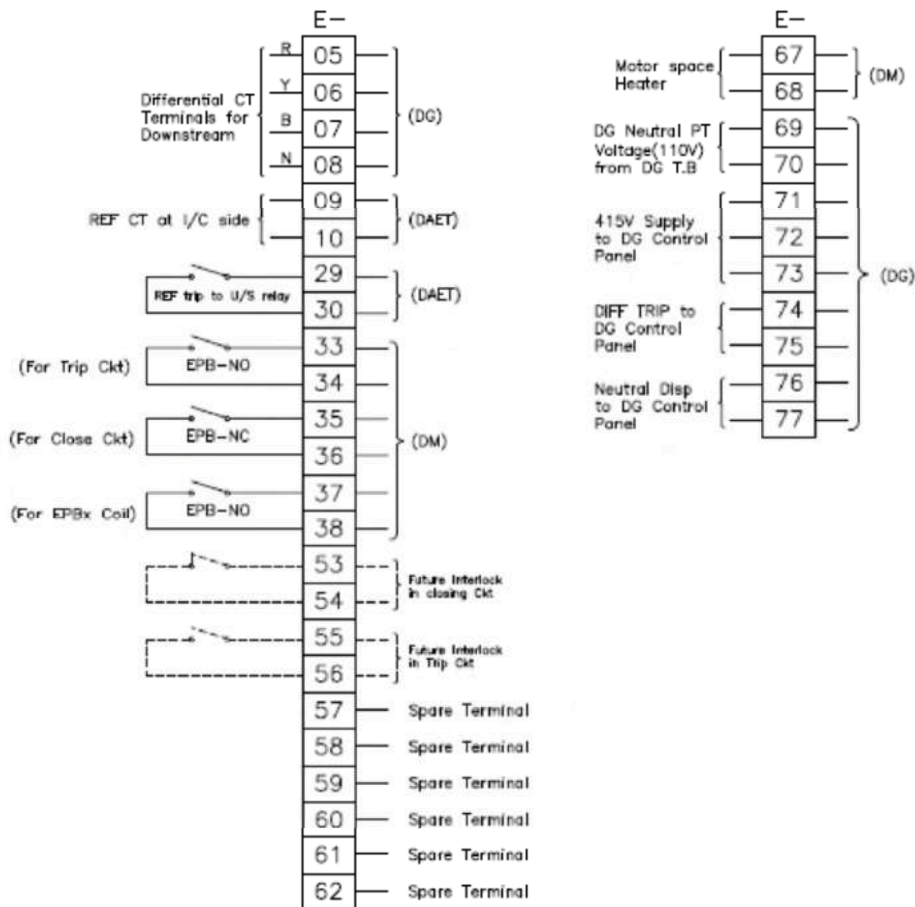 E-
R
05
Y
06
B
07
N
08
Differential CT
Terminals for
Downstream
(DG)
09
10
REF CT at I/C side
(DAET)
29
30
REF trip to U/S relay
(DAET)
33
34
(For Trip Ckt)
EPB-NO
35
36
(For Close Ckt)
EPB-NC
(DM)
37
38
(For EPBx Coil)
EPB-NO
53
54
Future Interlock
in closing Ckt
55
56
Future Interlock
in Trip Ckt
57 Spare Terminal
58 Spare Terminal
59 Spare Terminal
60 Spare Terminal
61 Spare Terminal
62 Spare Terminal
E-
67
68
Motor space
Heater
(DM)
69
70
DG Neutral PT
Voltage(110V)
from DG T.B
71
72
73
415V Supply
to DG Control
Panel
(DG)
74
75
DIFF TRIP to
DG Control
Panel
76
77
Neutral Disp
to DG Control
Panel